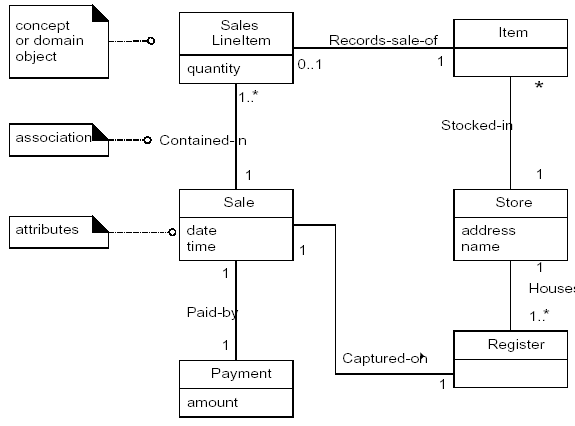 concept
or domain
object
Sales
LineItem
quantity
Records-sale-of
0..1
1
Item
1..*
*
association
Contained-in
Stocked-in
1
1
attributes
Sale
date
time
Store
address
name
1
1
1
Houses
Paid-by
1..*
1
Captured-on
Register
1
Payment
amount